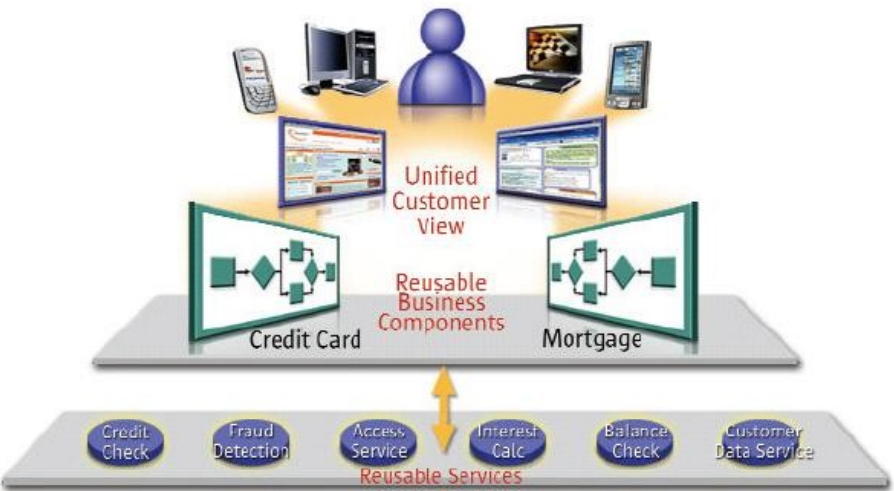 Unified
Customer
View
Reusable
Business
Components
Credit Card
Mortgage
Credit
Check
Fraud
Detection
Access
Service
Interest
Calc
Balance
Check
Customer
Data Service
Reusable Services